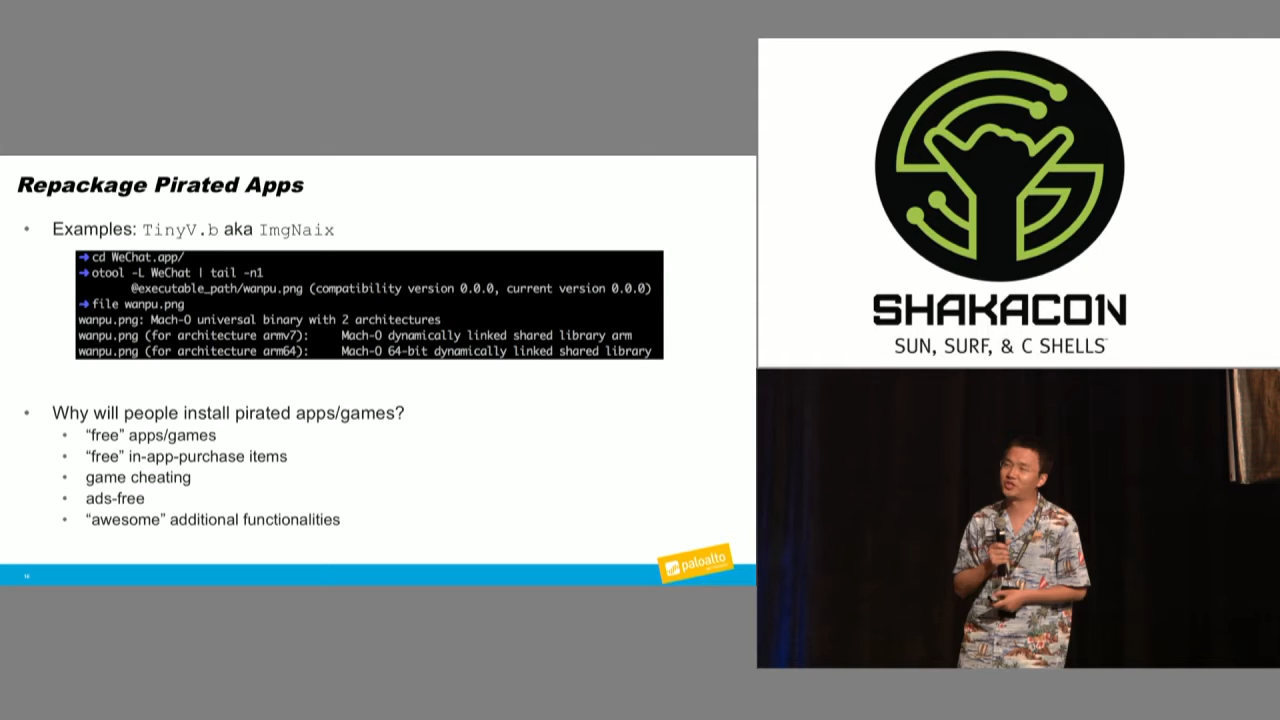 Repackage Pirated Apps
• Examples: TinyV.b aka ImgNaix
➜ cd WeChat.app/
➜ otool -L WeChat | tail -n1
@executable_path/wanpu.png (compatibility version 0.0.0, current version 0.0.0)
➜ file wanpu.png
wanpu.png: Mach-O universal binary with 2 architectures
wanpu.png (for architecture armv7): Mach-O dynamically linked shared library arm
wanpu.png (for architecture arm64): Mach-O 64-bit dynamically linked shared library
• Why will people install pirated apps/games?
• “free” apps/games
• “free” in-app-purchase items
• game cheating
• ads-free
• “awesome” additional functionalities
paloalto
SHAKACON
SUN, SURF, & C SHELLS